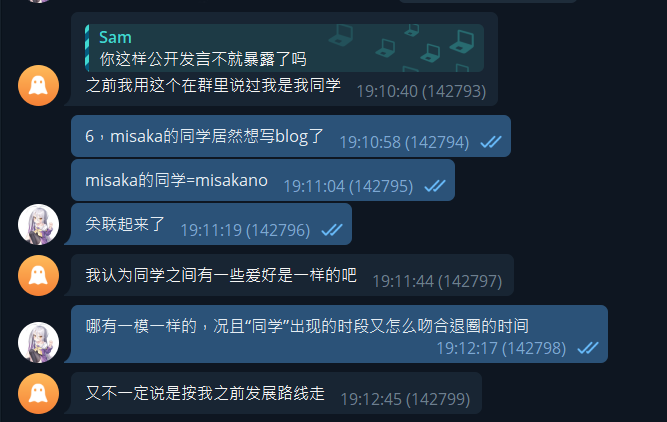 Sam
你这样公开发言不就暴露了吗
之前我用这个在群里说过我是我同学 19:10:40 (142793)
6，misaka的同学居然想写blog了 19:10:58 (142794)
misaka的同学=misakano 19:11:04 (142795)
关联起来了 19:11:19 (142796)
我认为同学之间有一些爱好是一样的吧 19:11:44 (142797)
哪有一模一样的，况且“同学”出现的时段又怎么吻合退圈的时间
19:12:17 (142798)
又不一定说是按我之前发展路线走 19:12:45 (142799)